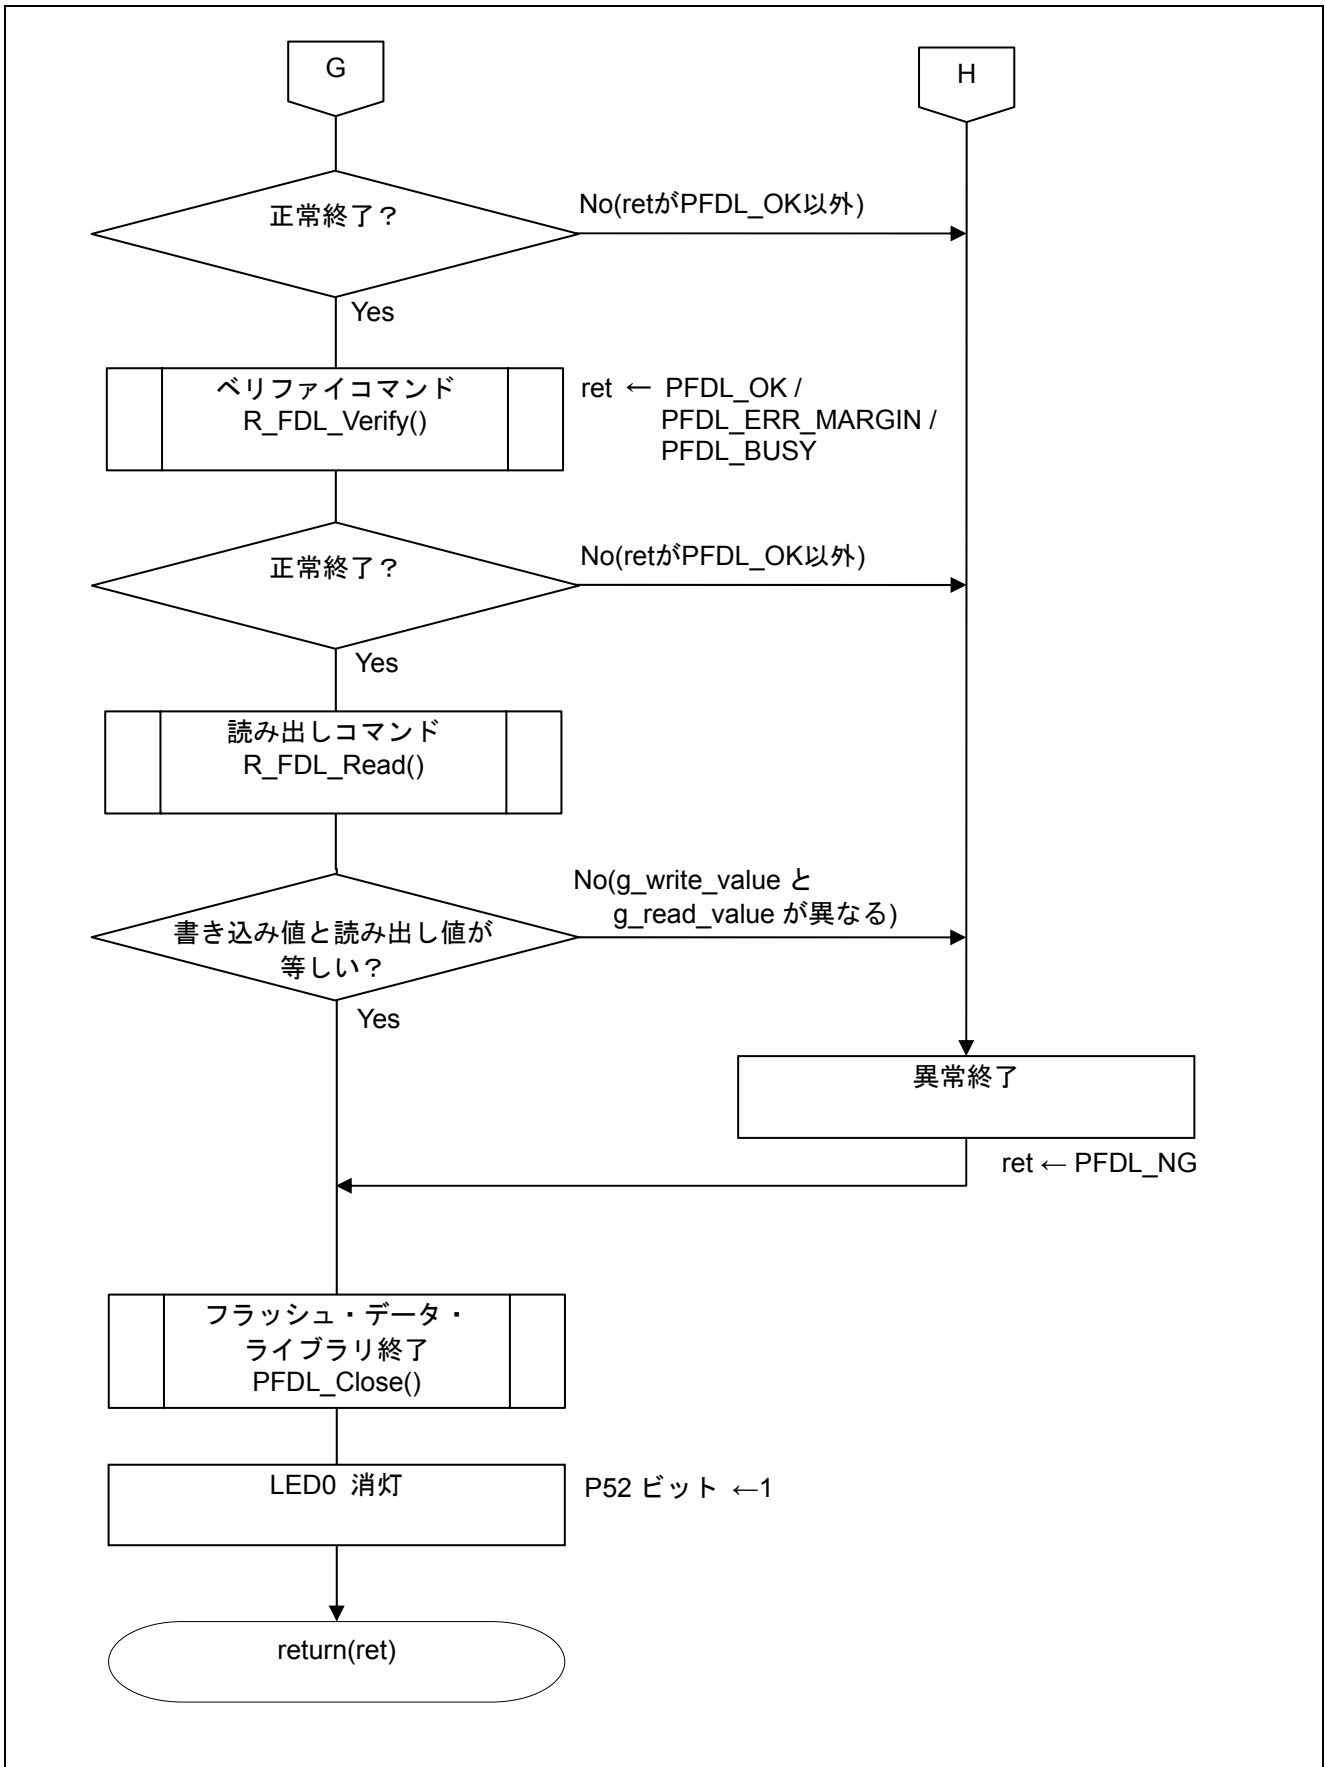 G
H
正常終了？
No(retがPFDL_OK以外)
Yes
ベリファイコマンド
R_FDL_Verify()
ret ← PFDL_OK /
PFDL_ERR_MARGIN /
PFDL_BUSY
正常終了？
No(retがPFDL_OK以外)
Yes
読み出しコマンド
R_FDL_Read()
No(g_write_value と
g_read_value が異なる)
書き込み値と読み出し値が
等しい？
Yes
異常終了
ret ← PFDL_NG
フラッシュ・データ・
ライブラリ終了
PFDL_Close()
LED0 消灯
P52 ビット ←1
return(ret)